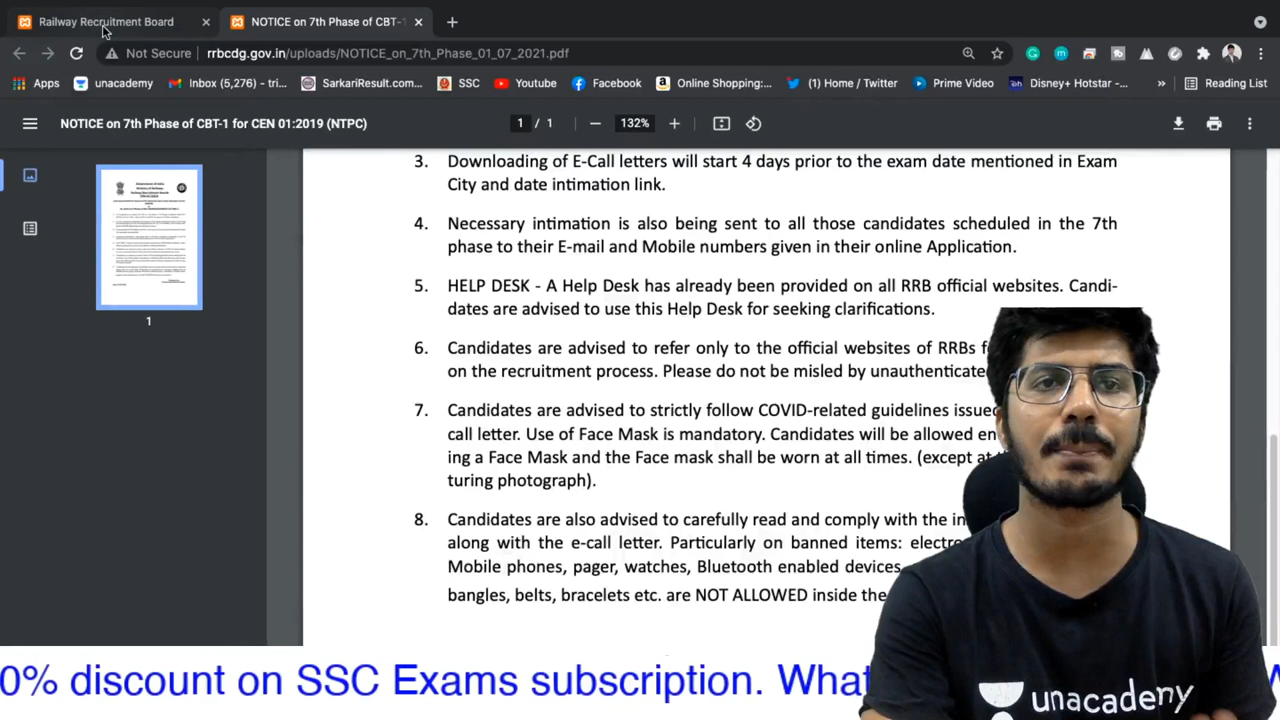 Railway Recruitment Board
NOTICE on 7th Phase of CBT-1
Not Secure
rrbcdg.gov.in/uploads/NOTICE_on_7th_Phase_01_07_2021.pdf
Apps
unacademy
Inbox (5,276) - tri...
SarkariResult.com...
SSC
Youtube
Facebook
Online Shopping:...
(1) Home / Twitter
Prime Video
Disney+ Hotstar -...
»
Reading List
NOTICE on 7th Phase of CBT-1 for CEN 01:2019 (NTPC)
1 / 1
132%
3. Downloading of E-Call letters will start 4 days prior to the exam date mentioned in Exam
City and date intimation link.
4. Necessary intimation is also being sent to all those candidates scheduled in the 7th
phase to their E-mail and Mobile numbers given in their online Application.
5. HELP DESK - A Help Desk has already been provided on all RRB official websites. Candi-
dates are advised to use this Help Desk for seeking clarifications.
6. Candidates are advised to refer only to the official websites of RRBs
on the recruitment process. Please do not be misled by unauthenticate
7. Candidates are advised to strictly follow COVID-related guidelines issue
call letter. Use of Face Mask is mandatory. Candidates will be allowed en
ing a Face Mask and the Face mask shall be worn at all times. (except at
turing photograph).
8. Candidates are also advised to carefully read and comply with the in
along with the e-call letter. Particularly on banned items: electro
Mobile phones, pager, watches, Bluetooth enabled devices,
bangles, belts, bracelets etc. are NOT ALLOWED inside the
1
0% discount on SSC Exams subscription. What
unacademy